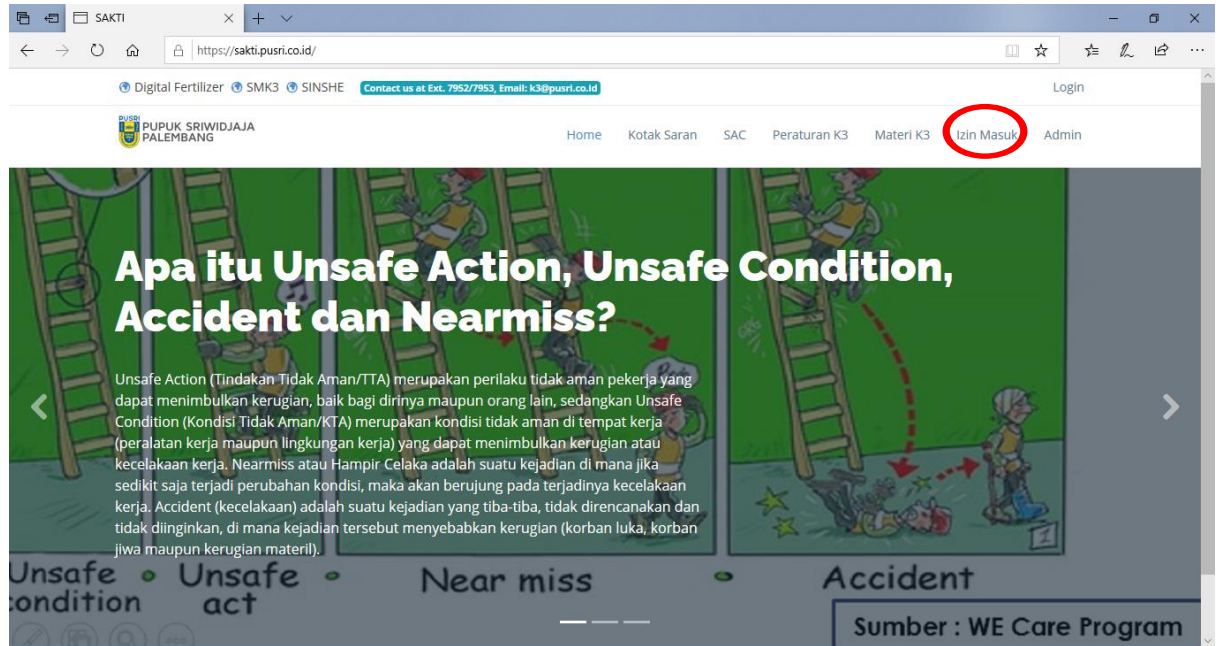 SAKTI
https://sakti.pusri.co.id/
Digital Fertilizer SMK3 SINSHE Contact us at Ext. 7952/7953, Email: k3@pusri.co.id Login
PUSRI
PUPUK SRIWIDJAJA
PALEMBANG
Home Kotak Saran SAC Peraturan K3 Materi K3 Izin Masuk Admin
Apa itu Unsafe Action, Unsafe Condition,
Accident dan Nearmiss?
Unsafe Action (Tindakan Tidak Aman/TTA) merupakan perilaku tidak aman pekerja yang
dapat menimbulkan kerugian, baik bagi dirinya maupun orang lain, sedangkan Unsafe
Condition (Kondisi Tidak Aman/KTA) merupakan kondisi tidak aman di tempat kerja
(peralatan kerja maupun lingkungan kerja) yang dapat menimbulkan kerugian atau
kecelakaan kerja. Nearmiss atau Hampir Celaka adalah suatu kejadian di mana jika
sedikit saja terjadi perubahan kondisi, maka akan berujung pada terjadinya kecelakaan
kerja. Accident (kecelakaan) adalah suatu kejadian yang tiba-tiba, tidak direncanakan dan
tidak diinginkan, di mana kejadian tersebut menyebabkan kerugian (korban luka, korban
jiwa maupun kerugian materil).
Unsafe condition
Unsafe act
Near miss
Accident
1
Sumber : WE Care Program